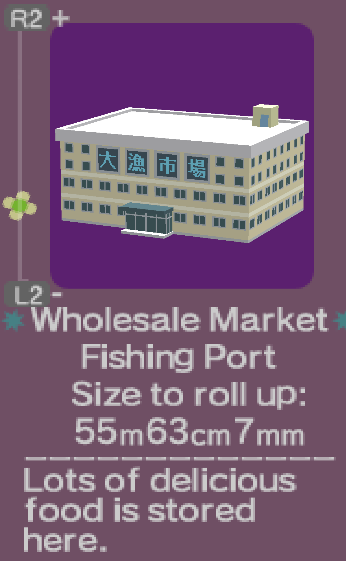 R2 +
大漁市場
L2 -
Wholesale Market
Fishing Port
Size to roll up:
55m63cm7mm
Lots of delicious
food is stored
here.